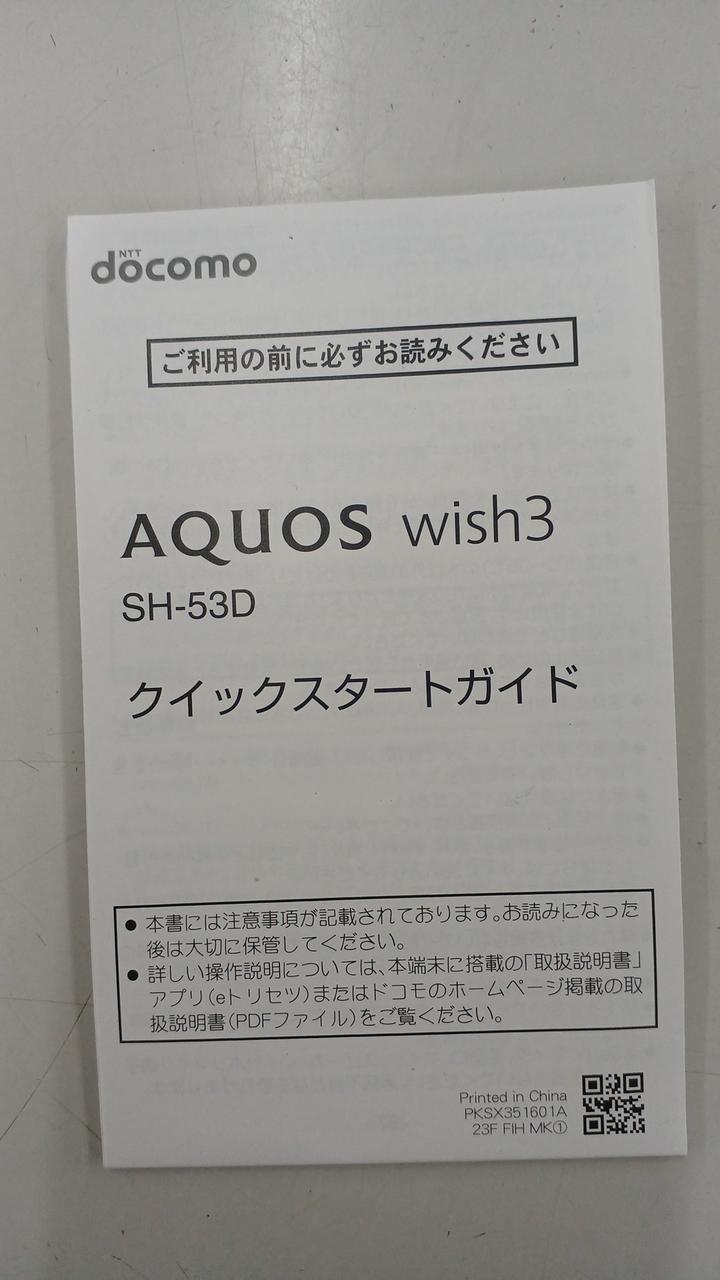 NTT
docomo
ご利用の前に必ずお読みください
AQUOS wish3
SH-53D
クイックスタートガイド
● 本書には注意事項が記載されております。お読みになった
後は大切に保管してください。
● 詳しい操作説明については、本端末に搭載の「取扱説明書」
アプリ（eトリセツ）またはドコモのホームページ掲載の取
扱説明書（PDFファイル）をご覧ください。
Printed in China
PKSX351601A
23F FIH MK①